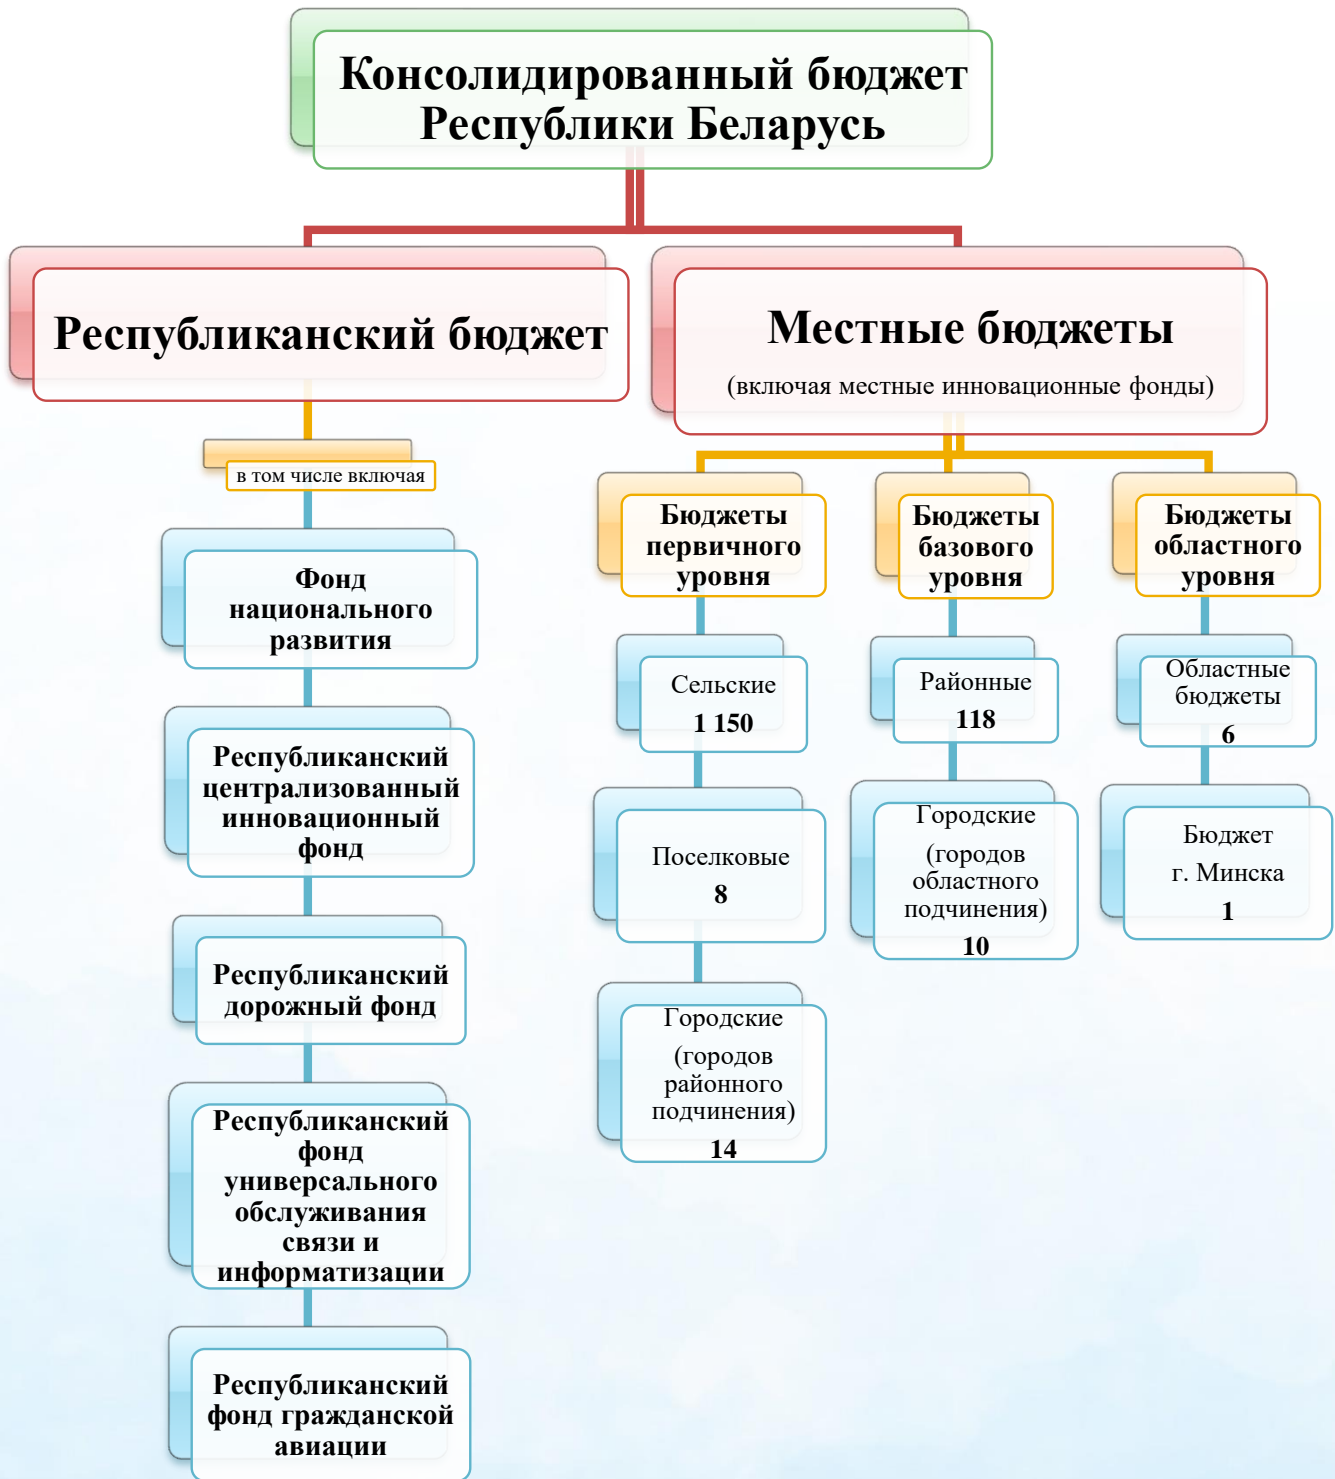 Консолидированный бюджет
Республики Беларусь
Республиканский бюджет
Местные бюджеты
(включая местные инновационные фонды)
в том числе включая
Фонд
национального
развития
Республиканский
централизованный
инновационный
фонд
Республиканский
дорожный фонд
Республиканский
фонд
универсального
обслуживания
связи и
информатизации
Республиканский
фонд гражданской
авиации
Бюджеты
первичного
уровня
Сельские
1 150
Поселковые
8
Городские
(городов
районного
подчинения)
14
Бюджеты
базового
уровня
Районные
118
Городские
(городов
областного
подчинения)
10
Бюджеты
областного
уровня
Областные
бюджеты
6
Бюджет
г. Минска
1